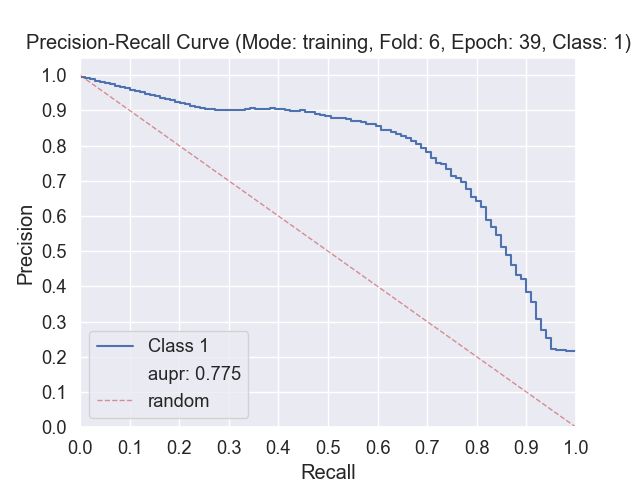 Precision-Recall Curve (Mode: training, Fold: 6, Epoch: 39, Class: 1)
1.0
0.9
0.8
0.7
0.6
0.5
0.4
0.3
0.2
0.1
0.0
Precision
Class 1
aupr: 0.775
random
0.0 0.1 0.2 0.3 0.4 0.5 0.6 0.7 0.8 0.9 1.0
Recall